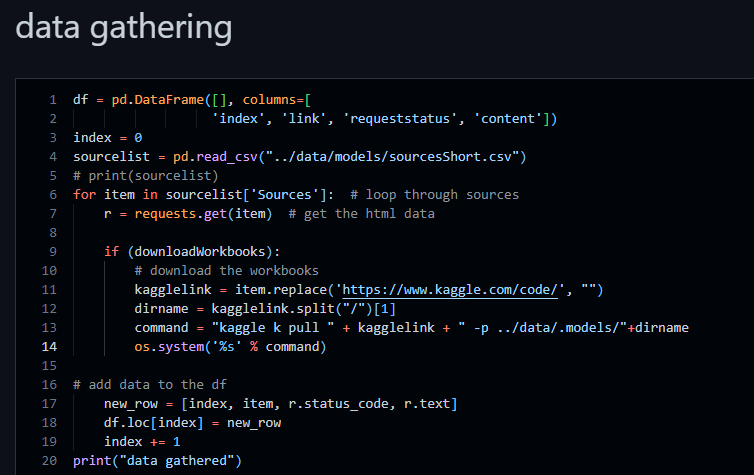 data gathering
1 df = pd.DataFrame([], columns=[
2 'index', 'link', 'requeststatus', 'content'])
3 index = 0
4 sourcelist = pd.read_csv("../data/models/sourcesShort.csv")
5 # print(sourcelist)
6 for item in sourcelist['Sources']:  # loop through sources
7     r = requests.get(item)  # get the html data
8
9     if (downloadWorkbooks):
10         # download the workbooks
11         kagglelink = item.replace('https://www.kaggle.com/code/', "")
12         dirname = kagglelink.split("/")[1]
13         command = "kaggle k pull " + kagglelink + " -p ../data/.models/"+dirname
14         os.system('%s' % command)
15
16 # add data to the df
17     new_row = [index, item, r.status_code, r.text]
18     df.loc[index] = new_row
19     index += 1
20 print("data gathered")